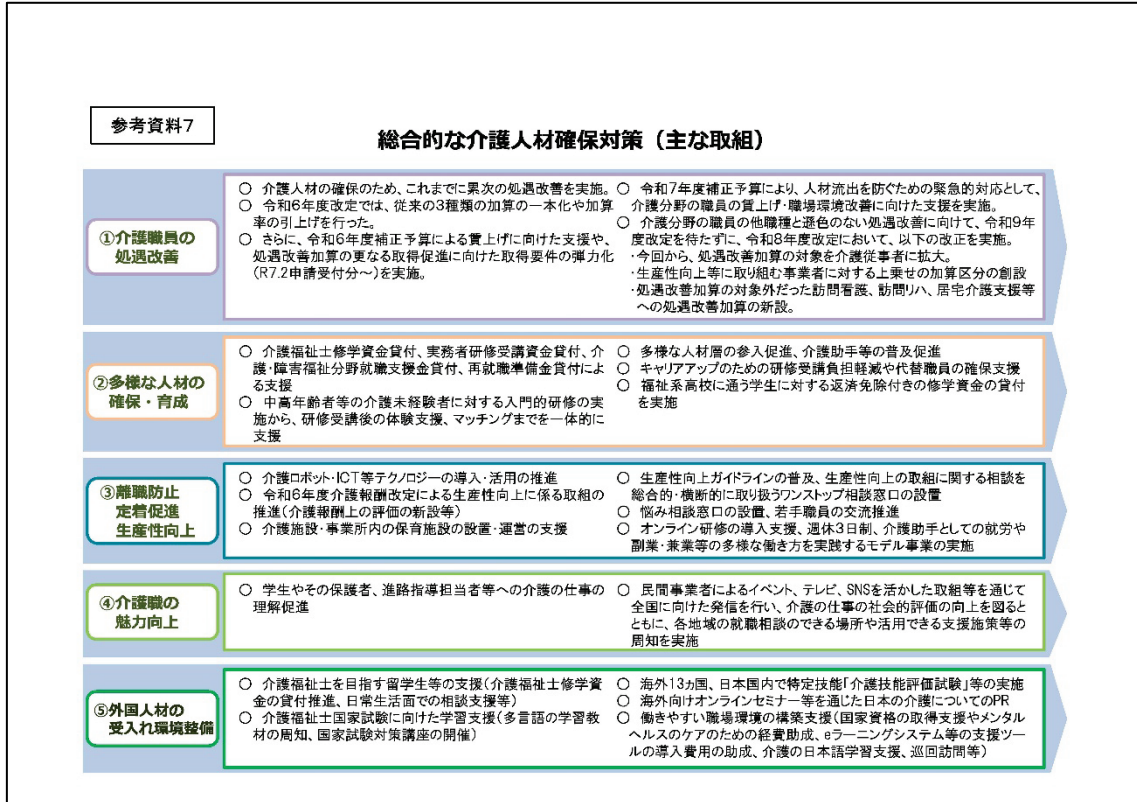 参考資料7
総合的な介護人材確保対策（主な取組）
①介護職員の
処遇改善
○ 介護人材の確保のため、これまでに累次の処遇改善を実施。
○ 令和6年度改定では、従来の3種類の加算の一本化や加算
率の引上げを行った。
○ さらに、令和6年度補正予算による賃上げに向けた支援や、
処遇改善加算の更なる取得促進に向けた取得要件の弾力化
（R7.2申請受付分～）を実施。
○ 令和7年度補正予算により、人材流出を防ぐための緊急的対応として、
介護分野の職員の賃上げ・職場環境改善に向けた支援を実施。
○ 介護分野の職員の他職種と遜色のない処遇改善に向けて、令和9年
度改定を待たずに、令和8年度改定において、以下の改正を実施。
・今回から、処遇改善加算の対象を介護従事者に拡大。
・生産性向上等に取り組む事業者に対する上乗せの加算区分の創設
・処遇改善加算の対象外だった訪問看護、訪問リハ、居宅介護支援等
への処遇改善加算の新設。
②多様な人材の
確保・育成
○ 介護福祉士修学資金貸付、実務者研修受講資金貸付、介
護・障害福祉分野就職支援金貸付、再就職準備金貸付によ
る支援
○ 中高年齢者等の介護未経験者に対する入門的研修の実
施から、研修受講後の体験支援、マッチングまでを一体的に
支援
○ 多様な人材層の参入促進、介護助手等の普及促進
○ キャリアアップのための研修受講負担軽減や代替職員の確保支援
○ 福祉系高校に通う学生に対する返済免除付きの修学資金の貸付
を実施
③離職防止
定着促進
生産性向上
○ 介護ロボット・ICT等テクノロジーの導入・活用の推進
○ 令和6年度介護報酬改定による生産性向上に係る取組の
推進（介護報酬上の評価の新設等）
○ 介護施設・事業所内の保育施設の設置・運営の支援
○ 生産性向上ガイドラインの普及、生産性向上の取組に関する相談を
総合的・横断的に取り扱うワンストップ相談窓口の設置
○ 悩み相談窓口の設置、若手職員の交流推進
○ オンライン研修の導入支援、週休3日制、介護助手としての就労や
副業・兼業等の多様な働き方を実践するモデル事業の実施
④介護職の
魅力向上
○ 学生やその保護者、進路指導担当者等への介護の仕事の
理解促進
○ 民間事業者によるイベント、テレビ、SNSを活かした取組等を通じて
全国に向けた発信を行い、介護の仕事の社会的評価の向上を図ると
ともに、各地域の就職相談のできる場所や活用できる支援施策等の
周知を実施
⑤外国人材の
受入れ環境整備
○ 介護福祉士を目指す留学生等の支援（介護福祉士修学資
金の貸付推進、日常生活面での相談支援等）
○ 介護福祉士国家試験に向けた学習支援（多言語の学習教
材の周知、国家試験対策講座の開催）
○ 海外13ヵ国、日本国内で特定技能「介護技能評価試験」等の実施
○ 海外向けオンラインセミナー等を通じた日本の介護についてのPR
○ 働きやすい職場環境の構築支援（国家資格の取得支援やメンタル
ヘルスのケアのための経費助成、eラーニングシステム等の支援ツー
ルの導入費用の助成、介護の日本語学習支援、巡回訪問等）